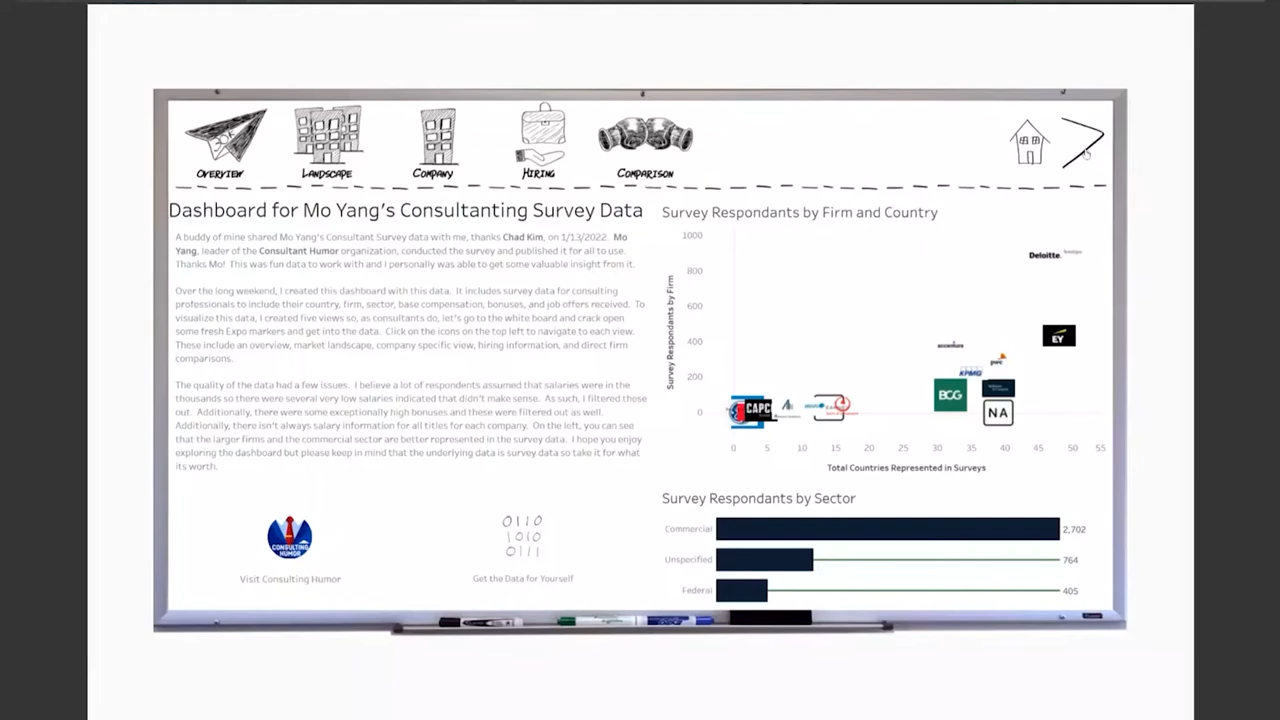 OVERVIEW
LANDSCAPE
COMPANY
HIRING
COMPARISON
Dashboard for Mo Yang's Consultanting Survey Data
A buddy of mine shared Mo Yang's Consultant Survey data with me, thanks Chad Kim, on 1/13/2022. Mo
Yang, leader of the Consultant Humor organization, conducted the survey and published it for all to use.
Thanks Mo! This was fun data to work with and I personally was able to get some valuable insight from it.
Over the long weekend, I created this dashboard with this data. It includes survey data for consulting
professionals to include their country, firm, sector, base compensation, bonuses, and job offers received. To
visualize this data, I created five views so, as consultants do, let's go to the white board and crack open
some fresh Expo markers and get into the data. Click on the icons on the top left to navigate to each view.
These include an overview, market landscape, company specific view, hiring information, and direct firm
comparisons.
The quality of the data had a few issues. I believe a lot of respondents assumed that salaries were in the
thousands so there were several very low salaries indicated that didn't make sense. As such, I filtered these
out. Additionally, there were some exceptionally high bonuses and these were filtered out as well.
Additionally, there isn't always salary information for all titles for each company. On the left, you can see
that the larger firms and the commercial sector are better represented in the survey data. I hope you enjoy
exploring the dashboard but please keep in mind that the underlying data is survey data so take it for what
its worth.
CONSULTING
HUMOR
Visit Consulting Humor
0110
1010
0111
Get the Data for Yourself
Survey Respondants by Firm and Country
Survey Respondants by Firm
1000
800
600
400
200
0
Deloitte.
EY
accenture
pwc
KPMG
BCG
NA
CAPC
0 5 10 15 20 25 30 35 40 45 50 55
Total Countries Represented in Surveys
Survey Respondants by Sector
Commercial 2,702
Unspecified 764
Federal 405